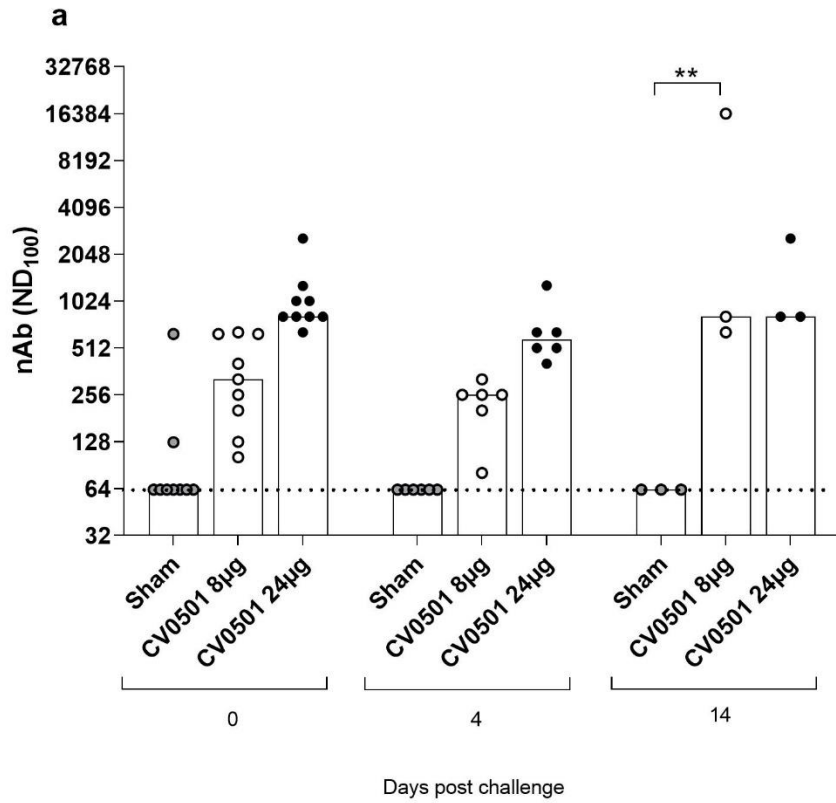 a
nAb (ND100)
32768
16384
8192
4096
2048
1024
512
256
128
64
32
**
Sham
CV0501 8µg
CV0501 24µg
Sham
CV0501 8µg
CV0501 24µg
Sham
CV0501 8µg
CV0501 24µg
0
4
14
Days post challenge